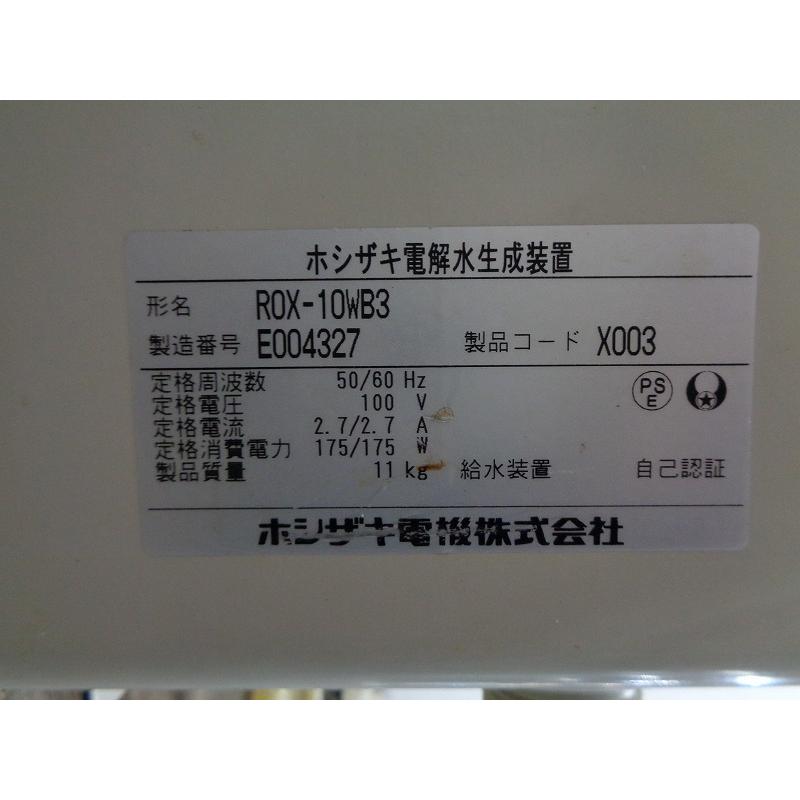 ホシザキ電解水生成装置
形名 ROX-10WB3
製造番号 E004327 製品コード X003
定格周波数 50/60 Hz
定格電圧 100 V
定格電流 2.7/2.7 A
定格消費電力 175/175 W
製品質量 11 kg 給水装置 自己認証
PS
E
ホシザキ電機株式会社